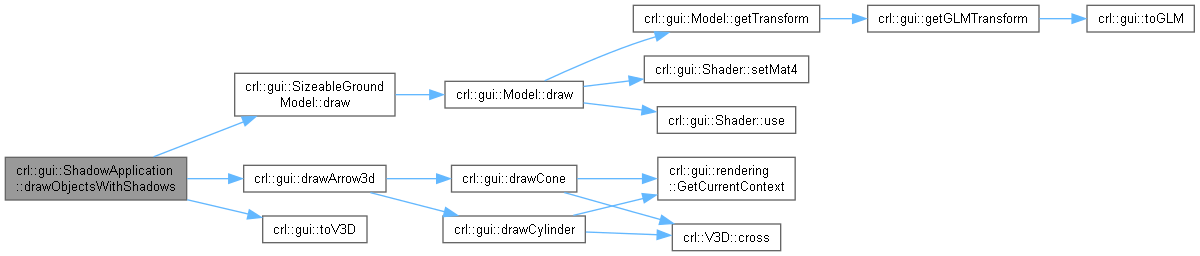 crl::gui::ShadowApplication
::drawObjectsWithShadows
crl::gui::SizeableGround
Model::draw
crl::gui::Model::draw
crl::gui::Model::getTransform
crl::gui::getGLMTransform
crl::gui::toGLM
crl::gui::Shader::setMat4
crl::gui::Shader::use
crl::gui::drawArrow3d
crl::gui::drawCone
crl::gui::rendering
::GetCurrentContext
crl::gui::drawCylinder
crl::V3D::cross
crl::gui::toV3D